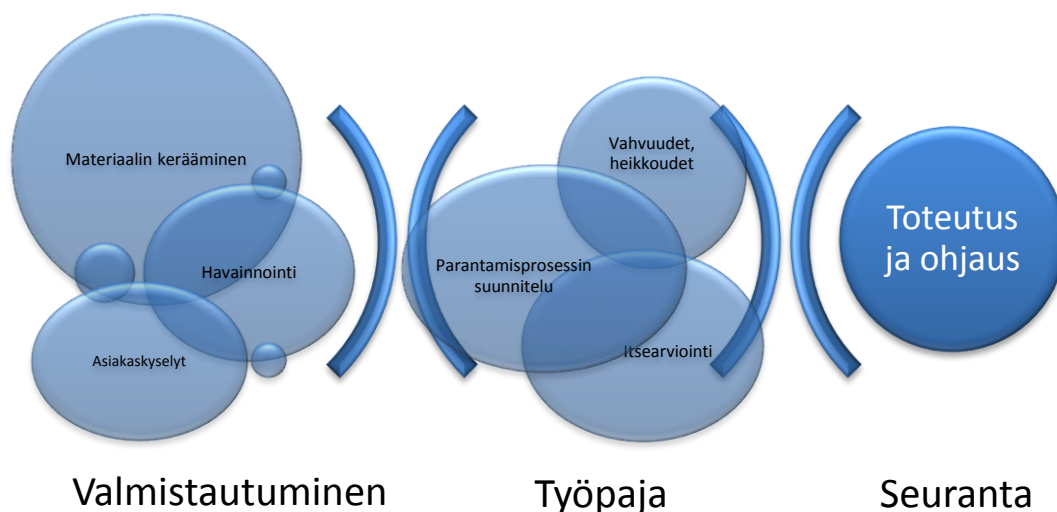 Materiaalin kerääminen
Havainnointi
Asiakaskyselyt
Vahvuudet,
heikkoudet
Parantamisprosessin
suunnitelu
Itsearviointi
Toteutus
ja ohjaus
Valmistautuminen
Työpaja
Seuranta